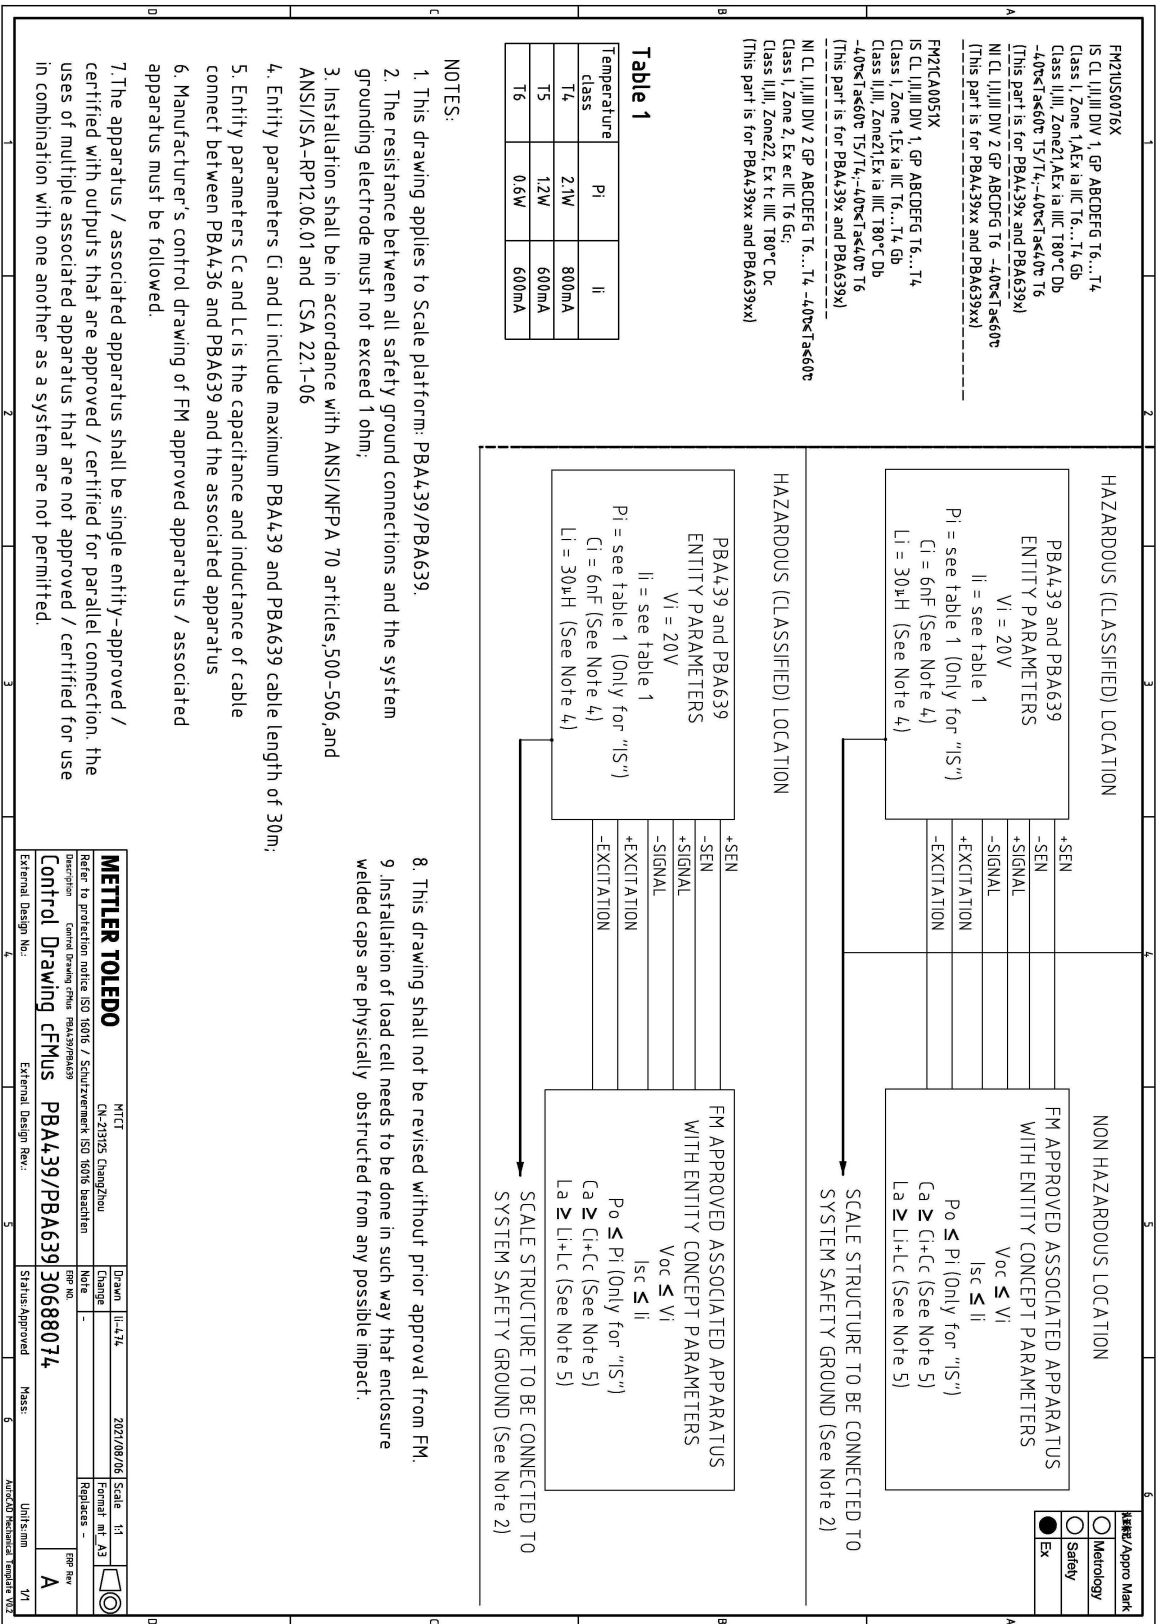 FM21US0076X
IS CL I,II,III DIV 1, GP ABCDEFG T6...T4
Class I, Zone 1,AEx ia IIC T6...T4 Gb
Class II,III, Zone21,AEx ia IIIC T80°C Db
-40℃≤Ta≤60℃ T5/T4;-40℃≤Ta≤40℃ T6
(This part is for PBA439x and PBA639x)
NI CL I,II,III DIV 2 GP ABCDFG T6 -40℃≤Ta≤60℃
(This part is for PBA439xx and PBA639xx)
FM21CA0051X
IS CL I,II,III DIV 1, GP ABCDEFG T6...T4
Class I, Zone 1,Ex ia IIC T6...T4 Gb
Class II,III, Zone21,Ex ia IIIC T80°C Db
-40℃≤Ta≤60℃ T5/T4;-40℃≤Ta≤40℃ T6
(This part is for PBA439x and PBA639x)
NI CL I,II,III DIV 2 GP ABCDEFG T6...T4 -40℃≤Ta≤60℃
Class I, Zone 2, Ex ec IIC T6 Gc;
Class II,III, Zone22, Ex tc IIIC T80°C Dc
(This part is for PBA439xx and PBA639xx)
Table 1
Temperature class Pi Ii
T4 2.1W 800mA
T5 1.2W 600mA
T6 0.6W 600mA
HAZARDOUS (CLASSIFIED) LOCATION
NON HAZARDOUS LOCATION
PBA439 and PBA639
ENTITY PARAMETERS
Vi = 20V
Ii = see table 1
Pi = see table 1 (Only for "IS")
Ci = 6nF (See Note 4)
Li = 30μH (See Note 4)
+SEN
-SEN
+SIGNAL
-SIGNAL
+EXCITATION
-EXCITATION
FM APPROVED ASSOCIATED APPARATUS
WITH ENTITY CONCEPT PARAMETERS
Voc ≤ Vi
Isc ≤ Ii
Po ≤ Pi (Only for "IS")
Ca ≥ Ci+Cc (See Note 5)
La ≥ Li+Lc (See Note 5)
SCALE STRUCTURE TO BE CONNECTED TO
SYSTEM SAFETY GROUND (See Note 2)
HAZARDOUS (CLASSIFIED) LOCATION
PBA439 and PBA639
ENTITY PARAMETERS
Vi = 20V
Ii = see table 1
Pi = see table 1 (Only for "IS")
Ci = 6nF (See Note 4)
Li = 30μH (See Note 4)
+SEN
-SEN
+SIGNAL
-SIGNAL
+EXCITATION
-EXCITATION
FM APPROVED ASSOCIATED APPARATUS
WITH ENTITY CONCEPT PARAMETERS
Voc ≤ Vi
Isc ≤ Ii
Po ≤ Pi (Only for "IS")
Ca ≥ Ci+Cc (See Note 5)
La ≥ Li+Lc (See Note 5)
SCALE STRUCTURE TO BE CONNECTED TO
SYSTEM SAFETY GROUND (See Note 2)
/Appro Mark
Metrology
Safety
Ex
NOTES:
1. This drawing applies to Scale platform: PBA439/PBA639.
2. The resistance between all safety ground connections and the system
grounding electrode must not exceed 1 ohm;
3. Installation shall be in accordance with ANSI/NFPA 70 articles,500-506,and
ANSI/ISA-RP12.06.01 and CSA 22.1-06
4. Entity parameters Ci and Li include maximum PBA439 and PBA639 cable length of 30m;
5. Entity parameters Cc and Lc is the capacitance and inductance of cable
connect between PBA436 and PBA639 and the associated apparatus
6. Manufacturer's control drawing of FM approved apparatus / associated
apparatus must be followed.
7.The apparatus / associated apparatus shall be single entity-approved /
certified with outputs that are approved / certified for parallel connection. the
uses of multiple associated apparatus that are not approved / certified for use
in combination with one another as a system are not permitted.
8. This drawing shall not be revised without prior approval from FM.
9 .Installation of load cell needs to be done in such way that enclosure
welded caps are physically obstructed from any possible impact.
METTLER TOLEDO
MTCT
CN-213125 ChangZhou
Refer to protection notice ISO 16016 / Schutzvermerk ISO 16016 beachten
Description Control Drawing cFMus PBA439/PBA639
Control Drawing cFMus PBA439/PBA639
External Design No.: External Design Rev.:
Drawn li-474 2021/08/06
Change
Note -
Scale 1:1
Format mt_A3
Replaces -
ERP NO.
30688074
ERP Rev
A
Status:Approved Mass: Units:mm 1/1
AutoCAD Mechanical Template V0.2
1 2 3 4 5 6
1 2 3 4 5 6
A B C D
A B C D